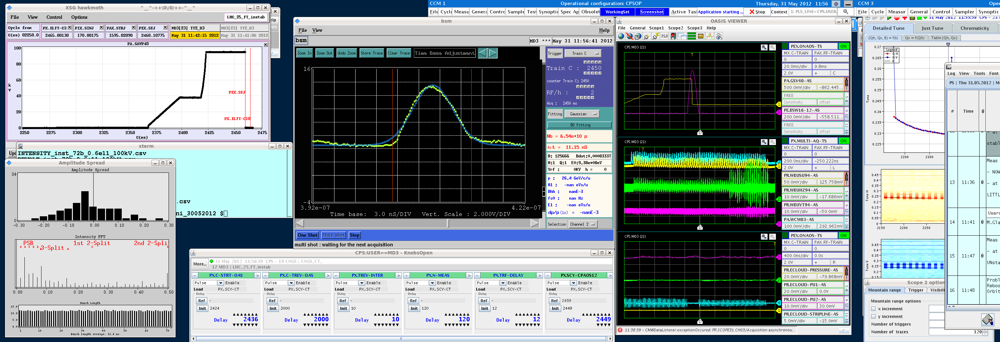 XSG hawkmoth
^__^-++\0\/0/++-^__^
File View Control Options
LHC_25_FT_instab
Cycle from
PIX.SINJ
PAX.STRJ
PEX.SEJ
MD3[23] TT2_D3
MD3[23] TT2_D3
C(ms) 02250.0
2465.00130
170.00175
1595.02090
2460.10775
May 31 11:42:15 2012
May 31 11:41:06 2012
PA.SAVP40
100
80
60
40
20
0
kV
PEX.SEJ
PX.ELFT-C10
2250 2275 2300 2325 2350 2375 2400 2425 2450 2475
C(ms)
xterm
INTENSITY_inst_72b_0.6e11_100kV.csv
.csv
ni_30052012 $
Amplitude Spread
Amplitude Spread
24
0
-0.30 -0.20 -0.10 0.00 0.10 0.20 0.30
Intensity FFT
PSB
3-Split
1st 2-Split
2nd 2-Spli
0.00 0.10 0.20 0.30 0.40 0.50
Bunch Length
15.0
10.0
5.0
0.0
1 10 20 30 40 50 60 70
Bunch length average: 11.6 ns
bsm
File View Help
bsm
MD3 *** May 31 11:56:41 2012
Zoom In
Zoom Out
Undo Zoom
Store Trace
Clear Trace
Time Base Adjustment
16
-4
3.92e-07 4.22e-07
Time base: 3.0 nS/DIV Vert. Scale : 2.000V/DIV
Trigger Train C
Train C : 2450
counter Train C: 2450
RF/h : 2
Acq : 2450 ms
Fitting Gaussian
DO fitting
Nb = 6.54e+10 p
4st = 11.15 nS
B: 12566G Bdot:0.0008333T
A:1 Q:1 E0:9.38e+08eV
Vrf : 0KV h = 0
p : 26.4 GeV/c/u
Al : -nan eVs/u
Bhh : nanE-3
fs0 : nan Hz
El : -nan eVs/u
dp/p(1s) = -nanE-3
Selection Channel 2
One Shot Multi Shot Stop
multi shot : waiting for the next acquisition
CPS:USER==MD3 - KnobsOpen
More...
31 May 2012 11:56:39 CPS - 19 CNGS | CNGS_CT_
17 MD3 | LHC_25_FT_instab
- PX.C-STRT-OAS >
Pulse Enable
Load PX.SCY-CT
Delay
Ref -
Init 2424
Delay 2436
- PX.C-TREV-OAS >
Pulse Enable
Load PX.SCY-CT
Delay
Ref -
Init 2000
Delay 2000
- PX.TREV-INTER >
Pulse Enable
Load PX.SCY-CT
Delay
Ref -
Init 10
Delay 10
- PX.N-MEAS >
Pulse Enable
Load PX.SCY-CT
Delay
Ref -
Init 120
Delay 120
- PX.TRF-DELAY >
Pulse Enable
Load PX.SCY-CT
Delay
Ref -
Init 12
Delay 12
- PX.SCY-CPAOS12 >
Pulse Enable
Load PX.SCY-CT
Delay
Ref 2459
Init 2449
Delay 2449
CCM 1 Operational configuration: CPSOP Thursday, 31 May 2012 11:56
File Cycl Measu Genera Contro Sample Test Synopti Spec Ap Obsolet WorkingSet Screenshot Active Tas Application starting ... Stop Context 1: PLS_LINE=CPS.USER.
OASIS VIEWER
File General Scope1 Scope2 Scope3 Help
PLS
CPS:MD3 (21)
PEX.ONAOS-TS ON
MX.C-TRAIN PAX.RF-TRAIN
0 0
20.0ms/div 9.8ms
2.0V + C
PA.GSV40-AS
500.0mV/div -862.445...
FREE
Sensitivity offset
PE.BSW16-12-AS
200.0mV/div -558.511...
FREE
Sensitivity offset
CPS:MD3 (21)
PX.MULTI-AQ-TS ON
MX.C-TRAIN PAX.RF-TRAIN
0 0
200.0ns/div -250.222ns
2.0V + L
PR.WBUSU94-AS
50.0mV/div 125.758mV
PR.WBUHZ94-AS
10.0mV/div -17.686mV
PR.WBUVT94-AS
10.0mV/div -50.0mV
PA.WCM03-AS
100.0mV/div 292.962mV
CPS:MD3 (21)
PEX.ONAOS-TS ON
MX.C-TRAIN PAX.RF-TRAIN
0 0
400.0ns/div 0.0s
2.0V + R
PR.ECLOUD-PRESSURE-AS
20.0mV/div -79.868mV
PR.ECLOUD-PU1-AS
20.0mV/div 0.0V
PR.ECLOUD-PU2-AS
10.0mV/div 30.0mV
PR.ECLOUD-STRIPLINE-AS
5.0mV/div -15.0mV
11:38:39 - CMWDataListener.exceptionOccured: PR.SCOPE31.CH03/Acquisition asynchronou...
CCM 3 Oper
File Cycle Measur General Control Sampler Synoptic
31 May 2012 11:55:59 CPS - 23
Detailed Tune Just Tune Chromaticity
{Qh, Qv, B} = f(t) Qv = f(Qh) Table {Qh, Qv}
Legend
Q H
Q V
B
0.27
0.265
0.26
0.255
0.25
0.245
0.24
0.235
0.23
0.225
Tune
2200 2300
0.45
0.4
0.35
0.3
0.25
0.2
0.15
0.1
0.05
0
Tune H
2150 2200 2250
0.45
0.4
0.35
0.3
0.25
0.2
0.15
Tune V
Log View Tools Font
PS | Thu 31.05.2012 | Mo
# Time
- at
stabl
13 11:36
Meas
- NOW
- at
LITTL
14 11:41
Users
M.Gla
15 11:47
Meas
- at
UNsta
16 11:48
Probl
Reboo
Orbit
Scope 2 option
Mountain range Trigger Visibili
Mountain range options
x increment
y increment
Number of triggers
Number of traces 120